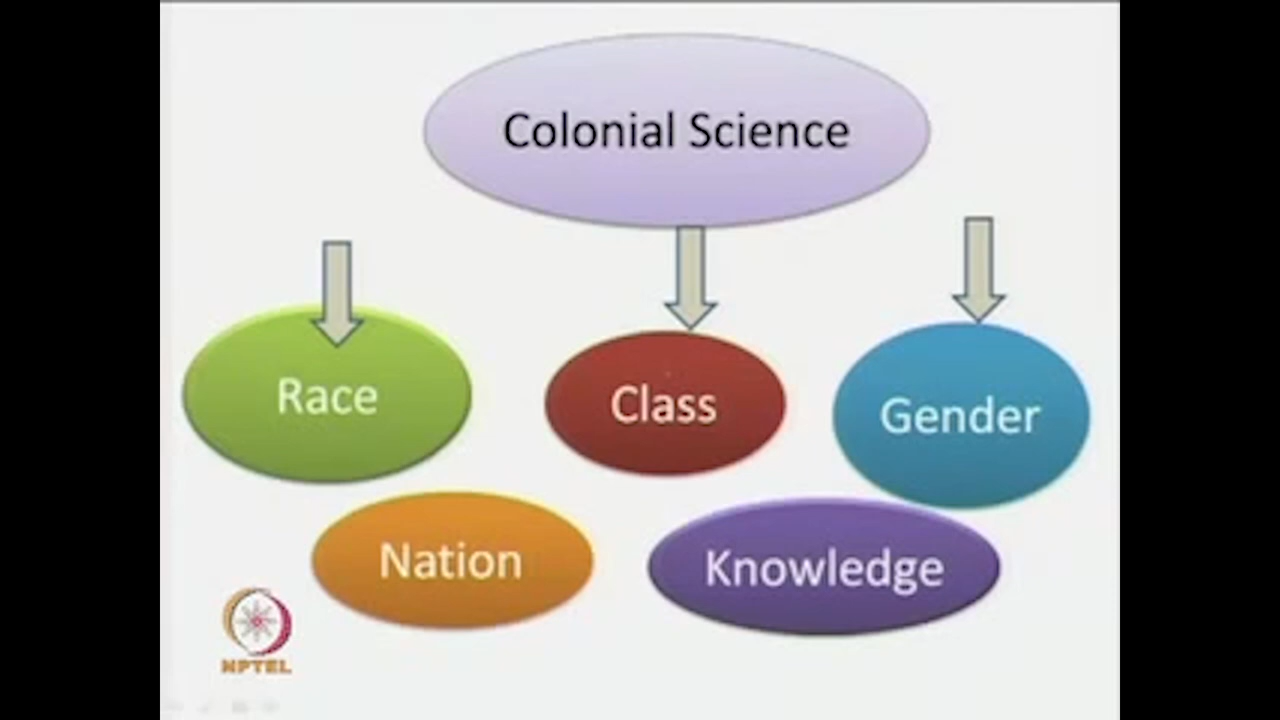 Colonial Science
Race
Class
Gender
Nation
Knowledge
NPTEL